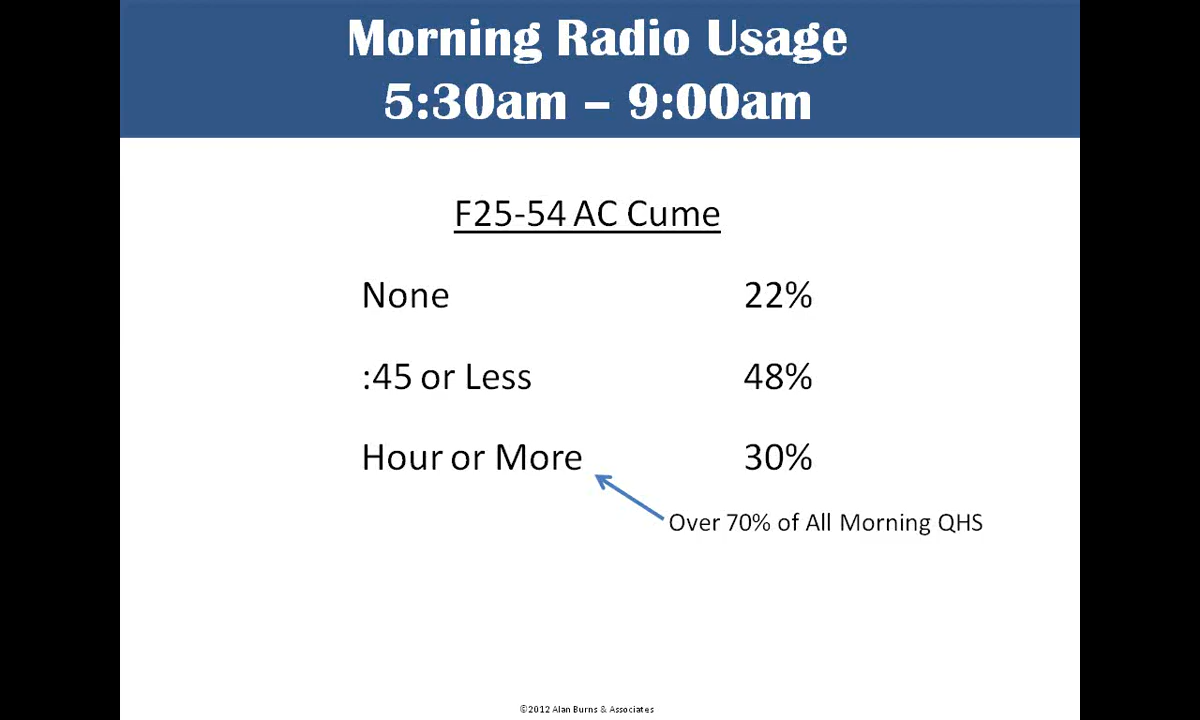 Morning Radio Usage
5:30am – 9:00am
F25-54 AC Cume
None 22%
:45 or Less 48%
Hour or More 30%
Over 70% of All Morning QHS
©2012 Alan Burns & Associates